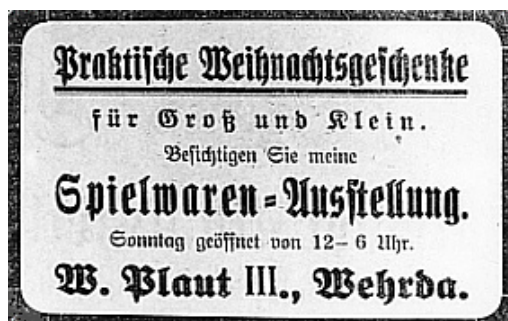 Praktiſche Weihnachtsgeſchenke
für Groß und Klein.
Beſichtigen Sie meine
Spielwaren-Ausſtellung.
Sonntag geöffnet von 12– 6 Uhr.
W. Plaut III., Wehrda.